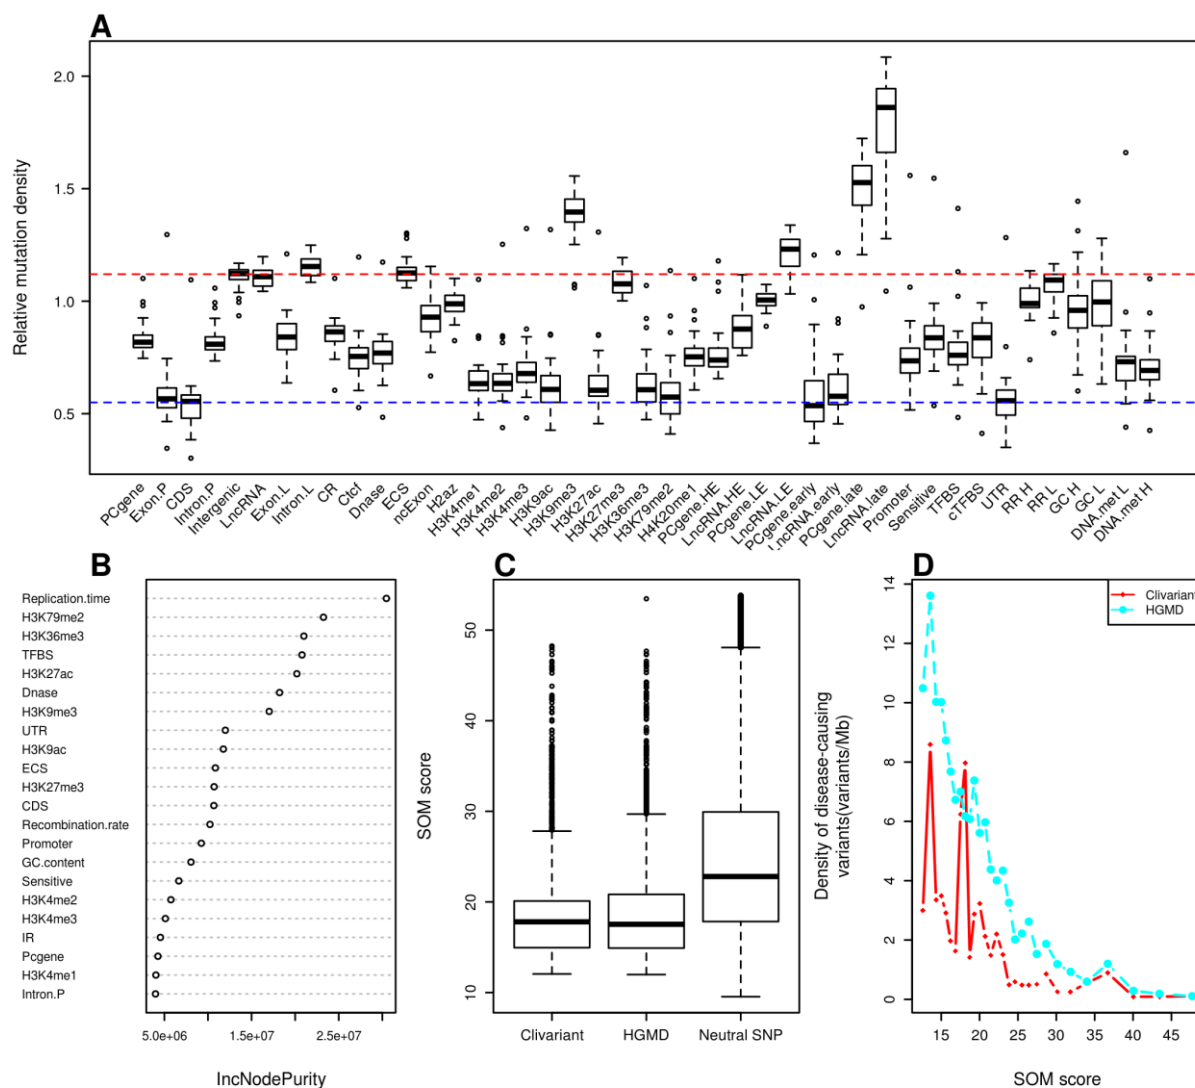 A
Relative mutation density
2.0
1.5
1.0
0.5
PCgene
Exon.P
CDS
Intron.P
Intergenic
LncRNA
Exon.L
Intron.L
CR
Ctcf
Dnase
ECS
ncExon
H2az
H3K4me1
H3K4me2
H3K4me3
H3K9ac
H3K9me3
H3K27ac
H3K27me3
H3K36me3
H3K79me2
H4K20me1
PCgene.HE
LncRNA.HE
PCgene.LE
LncRNA.LE
PCgene.early
LncRNA.early
PCgene.late
LncRNA.late
Promoter
Sensitive
TFBS
cTFBS
UTR
RR H
RR L
GC H
GC L
DNA.met L
DNA.met H
B
Replication.time
H3K79me2
H3K36me3
TFBS
H3K27ac
Dnase
H3K9me3
UTR
H3K9ac
ECS
H3K27me3
CDS
Recombination.rate
Promoter
GC.content
Sensitive
H3K4me2
H3K4me3
IR
Pcgene
H3K4me1
Intron.P
5.0e+06 1.5e+07 2.5e+07
IncNodePurity
C
SOM score
50
40
30
20
10
Clivariant HGMD Neutral SNP
D
Density of disease-causing
variants(variants/Mb)
14
12
10
8
6
4
2
0
Clivariant
HGMD
15 20 25 30 35 40 45
SOM score